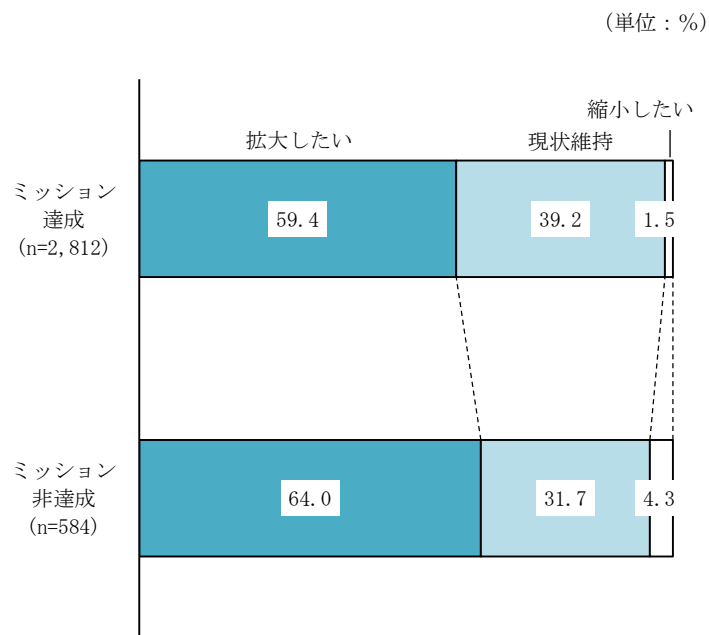 (単位：%)
縮小したい
拡大したい
現状維持
ミッション
達成
(n=2,812)
59.4
39.2
1.5
ミッション
非達成
(n=584)
64.0
31.7
4.3